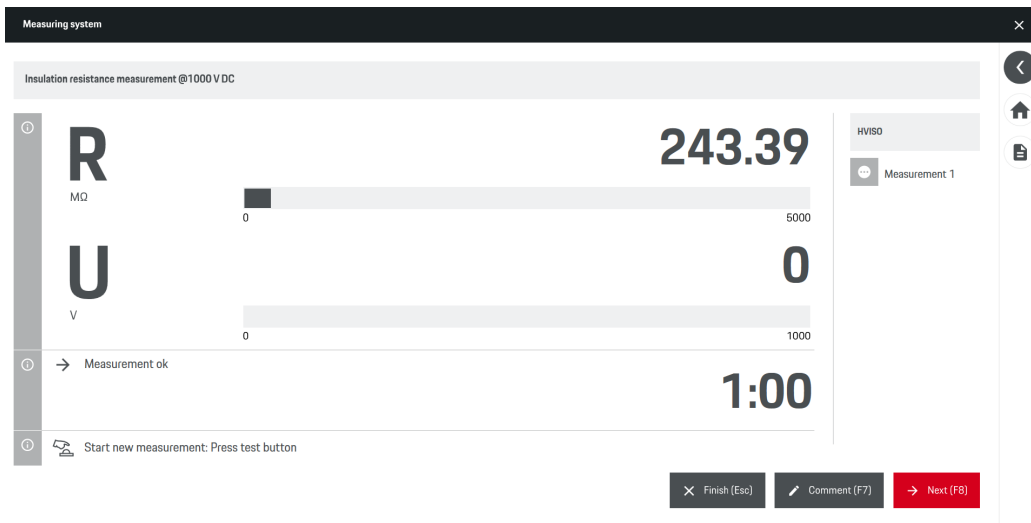 Measuring system
Insulation resistance measurement @1000 V DC
R
MΩ
243.39
0 5000
U
V
0
0 1000
Measurement ok
1:00
Start new measurement: Press test button
HVISO
Measurement 1
Finish (Esc)
Comment (F7)
Next (F8)